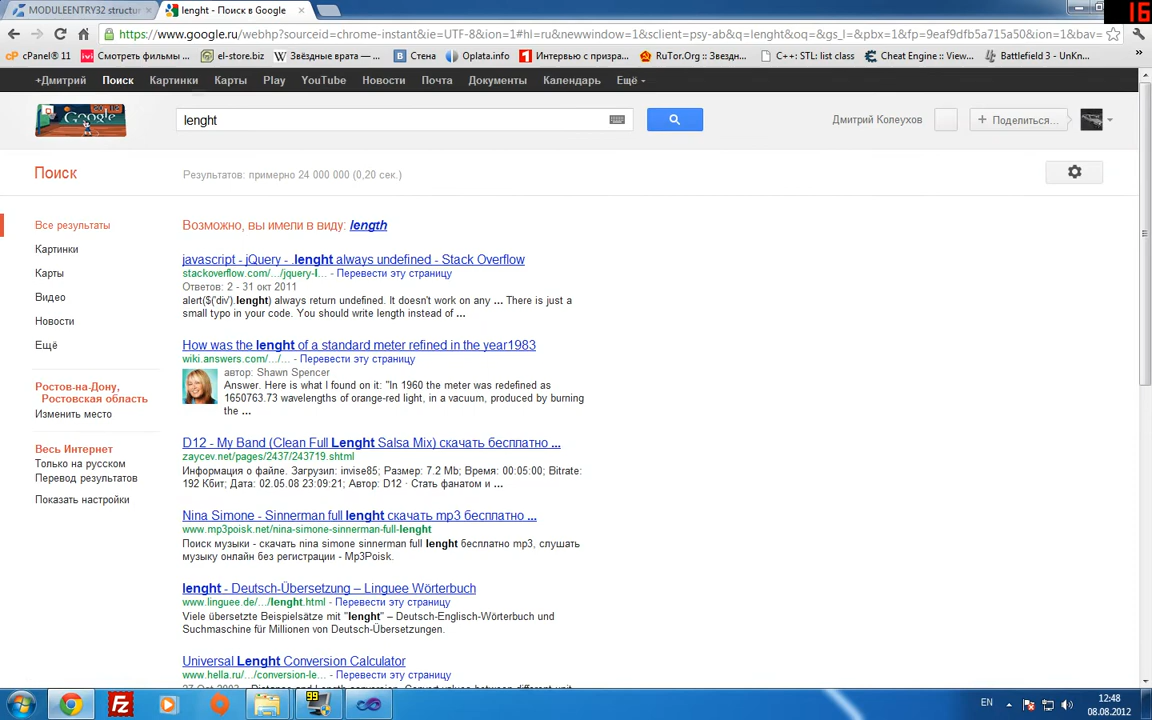 MODULEENTRY32 structur
lenght - Поиск в Google
16
https://www.google.ru/webhp?sourceid=chrome-instant&ie=UTF-8&ion=1#hl=ru&newwindow=1&sclient=psy-ab&q=lenght&oq=&gs_l=&pbx=1&fp=9eaf9dfb5a715a50&ion=1&bav=
cPanel® 11 Смотреть фильмы ... el-store.biz Звёздные врата — ... Стена Oplata.info Интервью с призра... RuTor.Org :: Звездн... C++: STL: list class Cheat Engine :: View... Battlefield 3 - UnKn... »
+Дмитрий Поиск Картинки Карты Play YouTube Новости Почта Документы Календарь Ещё
Google
lenght
Дмитрий Колеухов
+ Поделиться...
Поиск
Результатов: примерно 24 000 000 (0,20 сек.)
Все результаты
Картинки
Карты
Видео
Новости
Ещё
Ростов-на-Дону,
Ростовская область
Изменить место
Весь Интернет
Только на русском
Перевод результатов
Показать настройки
Возможно, вы имели в виду: length
javascript - jQuery - .lenght always undefined - Stack Overflow
stackoverflow.com/.../jquery-l... - Перевести эту страницу
Ответов: 2 - 31 окт 2011
alert($('div').lenght) always return undefined. It doesn't work on any ... There is just a
small typo in your code. You should write length instead of ...
How was the lenght of a standard meter refined in the year1983
wiki.answers.com/.../... - Перевести эту страницу
автор: Shawn Spencer
Answer. Here is what I found on it: "In 1960 the meter was redefined as
1650763.73 wavelengths of orange-red light, in a vacuum, produced by burning
the ...
D12 - My Band (Clean Full Lenght Salsa Mix) скачать бесплатно ...
zaycev.net/pages/2437/243719.shtml
Информация о файле. Загрузил: invise85; Размер: 7.2 Mb; Время: 00:05:00; Bitrate:
192 Кбит; Дата: 02.05.08 23:09:21; Автор: D12 · Стать фанатом и ...
Nina Simone - Sinnerman full lenght скачать mp3 бесплатно ...
www.mp3poisk.net/nina-simone-sinnerman-full-lenght
Поиск музыки - скачать nina simone sinnerman full lenght бесплатно mp3, слушать
музыку онлайн без регистрации - Mp3Poisk.
lenght - Deutsch-Übersetzung – Linguee Wörterbuch
www.linguee.de/.../lenght.html - Перевести эту страницу
Viele übersetzte Beispielsätze mit "lenght" – Deutsch-Englisch-Wörterbuch und
Suchmaschine für Millionen von Deutsch-Übersetzungen.
Universal Lenght Conversion Calculator
www.hella.ru/.../conversion-le... - Перевести эту страницу
99
EN
12:48
08.08.2012